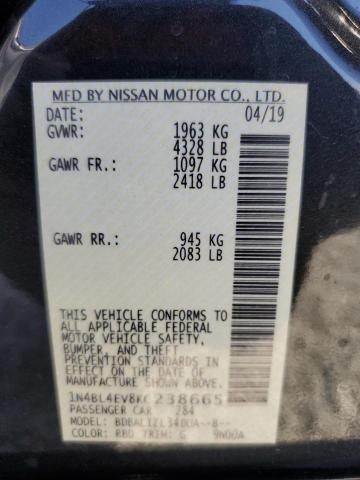 MFD BY NISSAN MOTOR CO., LTD.
DATE: 04/19
GVWR: 1963 KG
4328 LB
GAWR FR.: 1097 KG
2418 LB
GAWR RR.: 945 KG
2083 LB
THIS VEHICLE CONFORMS TO
ALL APPLICABLE FEDERAL
MOTOR VEHICLE SAFETY,
BUMPER, AND THEFT
PREVENTION STANDARDS IN
EFFECT ON THE DATE OF
MANUFACTURE SHOWN ABOVE.
1N4BL4EV8KC238665
PASSENGER CAR 284
MODEL:
COLOR: RBD TRIM: G